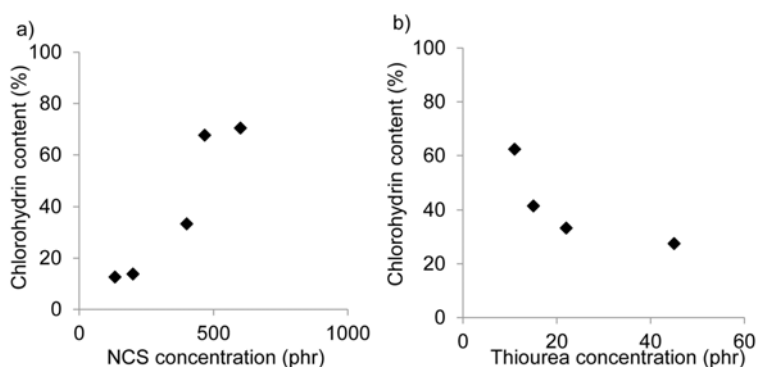 a)
Chlorohydrin content (%)
100
80
60
40
20
0
0 500 1000
NCS concentration (phr)
b)
Chlorohydrin content (%)
100
80
60
40
20
0
0 20 40 60
Thiourea concentration (phr)